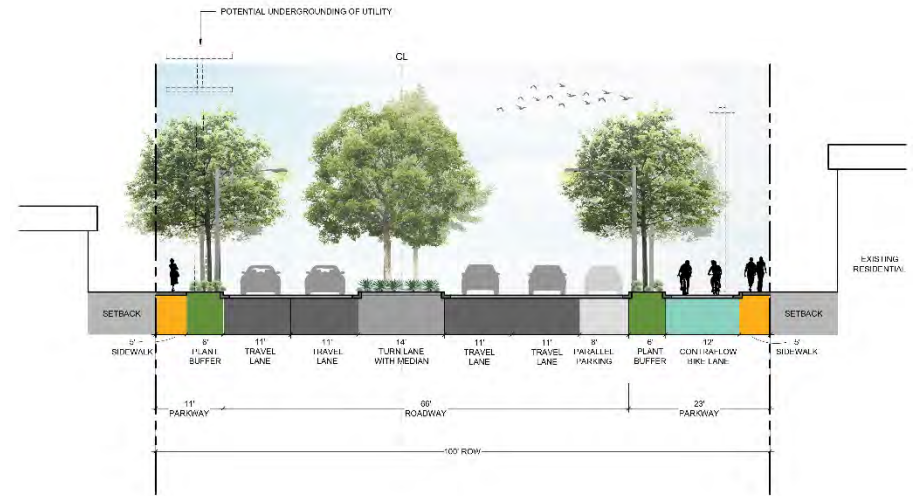 POTENTIAL UNDERGROUNDING OF UTILITY
CL
EXISTING
RESIDENTIAL
SETBACK
SETBACK
5'
SIDEWALK
6'
PLANT
BUFFER
11'
TRAVEL
LANE
11'
TRAVEL
LANE
14'
TURN LANE
WITH MEDIAN
11'
TRAVEL
LANE
11'
TRAVEL
LANE
8'
PARALLEL
PARKING
6'
PLANT
BUFFER
12'
CONTRAFLOW
BIKE LANE
5'
SIDEWALK
11'
PARKWAY
66'
ROADWAY
23'
PARKWAY
100' ROW